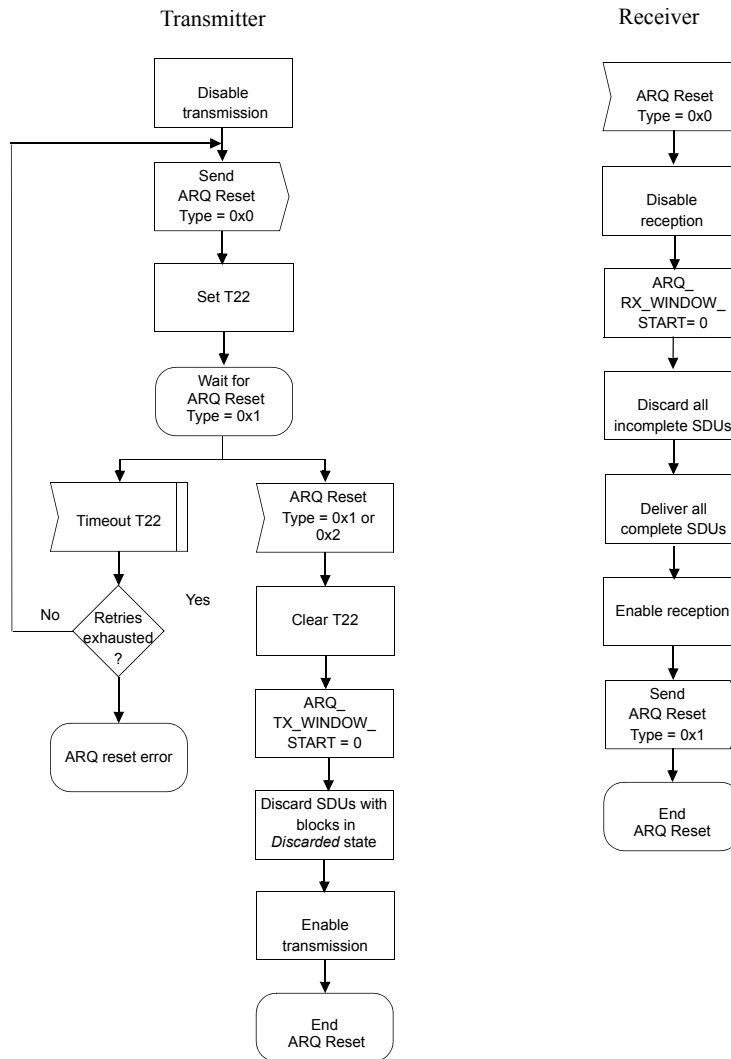 Transmitter
Disable
transmission
Send
ARQ Reset
Type = 0x0
Set T22
Wait for
ARQ Reset
Type = 0x1
Timeout T22
No
Retries
exhausted
?
Yes
ARQ reset error
ARQ Reset
Type = 0x1 or
0x2
Clear T22
ARQ_
TX_WINDOW_
START = 0
Discard SDUs with
blocks in
Discarded state
Enable
transmission
End
ARQ Reset
Receiver
ARQ Reset
Type = 0x0
Disable
reception
ARQ_
RX_WINDOW_
START= 0
Discard all
incomplete SDUs
Deliver all
complete SDUs
Enable reception
Send
ARQ Reset
Type = 0x1
End
ARQ Reset